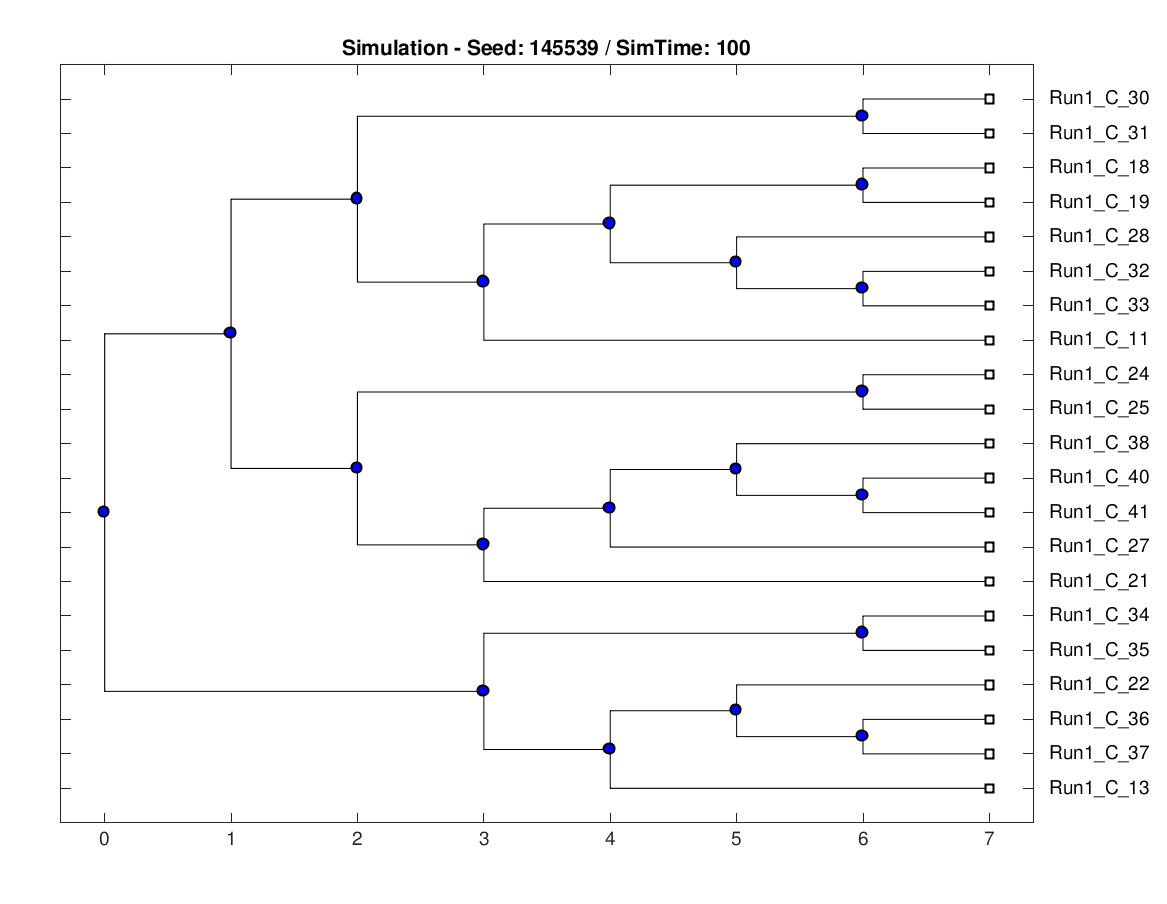 Simulation - Seed: 145539 / SimTime: 100
Run1_C_30
Run1_C_31
Run1_C_18
Run1_C_19
Run1_C_28
Run1_C_32
Run1_C_33
Run1_C_11
Run1_C_24
Run1_C_25
Run1_C_38
Run1_C_40
Run1_C_41
Run1_C_27
Run1_C_21
Run1_C_34
Run1_C_35
Run1_C_22
Run1_C_36
Run1_C_37
Run1_C_13
0 1 2 3 4 5 6 7